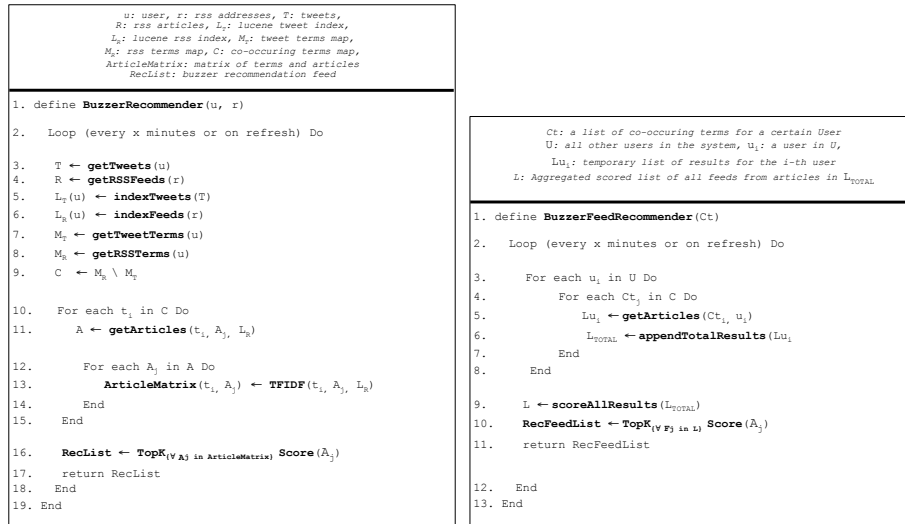 u: user, r: rss addresses, T: tweets,
R: rss articles, L_T: lucene tweet index,
L_R: lucene rss index, M_T: tweet terms map,
M_R: rss terms map, C: co-occuring terms map,
ArticleMatrix: matrix of terms and articles
RecList: buzzer recommendation feed
1. define BuzzerRecommender(u, r)
2. Loop (every x minutes or on refresh) Do
3. T ← getTweets(u)
4. R ← getRSSFeeds(r)
5. L_T(u) ← indexTweets(T)
6. L_R(u) ← indexFeeds(r)
7. M_T ← getTweetTerms(u)
8. M_R ← getRSSTerms(u)
9. C ← M_R \ M_T
10. For each t_i in C Do
11. A ← getArticles(t_i, A_j, L_R)
12. For each A_j in A Do
13. ArticleMatrix(t_i, A_j) ← TFIDF(t_i, A_j, L_R)
14. End
15. End
16. RecList ← TopK_(∀ Aj in ArticleMatrix) Score(A_j)
17. return RecList
18. End
19. End
Ct: a list of co-occuring terms for a certain User
U: all other users in the system, u_i: a user in U,
Lu_i: temporary list of results for the i-th user
L: Aggregated scored list of all feeds from articles in L_TOTAL
1. define BuzzerFeedRecommender(Ct)
2. Loop (every x minutes or on refresh) Do
3. For each u_i in U Do
4. For each Ct_j in C Do
5. Lu_i ← getArticles(Ct_i, u_i)
6. L_TOTAL ← appendTotalResults(Lu_i
7. End
8. End
9. L ← scoreAllResults(L_TOTAL)
10. RecFeedList ← TopK_(∀ Fj in L) Score(A_j)
11. return RecFeedList
12. End
13. End